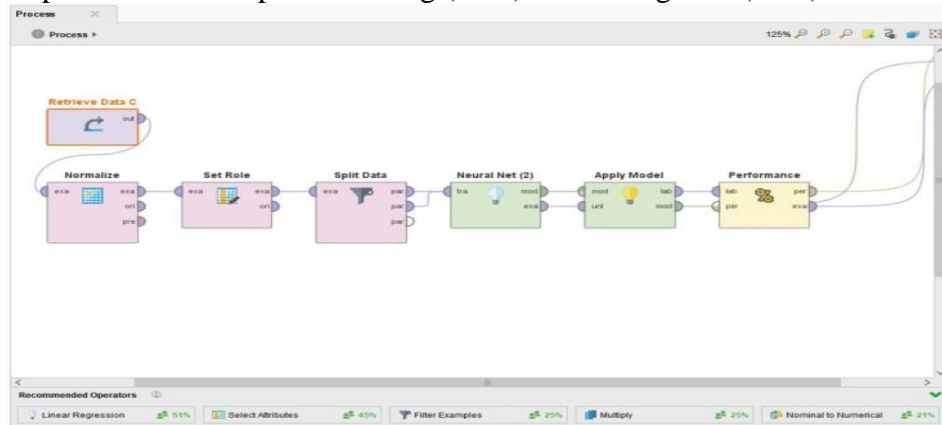 Process
Process
125%
Retrieve Data C
out
Normalize
exa
exa
ori
pre
Set Role
exa
exa
ori
Split Data
exa
par
par
par
Neural Net (2)
tra
mod
exa
Apply Model
mod
unl
lab
mod
Performance
lab
per
per
exa
Recommended Operators
Linear Regression 51%
Select Attributes 45%
Filter Examples 25%
Multiply 25%
Nominal to Numerical 21%